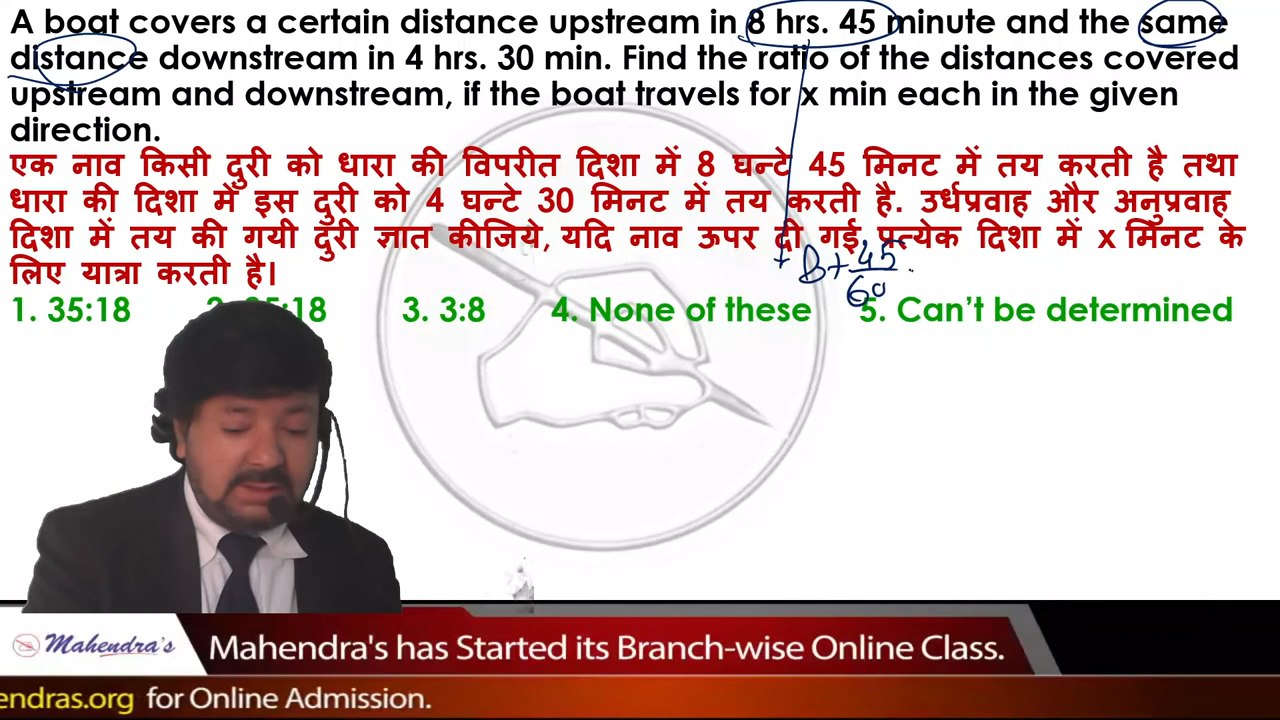 A boat covers a certain distance upstream in 8 hrs. 45 minute and the same
distance downstream in 4 hrs. 30 min. Find the ratio of the distances covered
upstream and downstream, if the boat travels for x min each in the given
direction.
एक नाव किसी दुरी को धारा की विपरीत दिशा में 8 घन्टे 45 मिनट में तय करती है तथा
धारा की दिशा में इस दुरी को 4 घन्टे 30 मिनट में तय करती है. उर्धप्रवाह और अनुप्रवाह
दिशा में तय की गयी दुरी ज्ञात कीजिये, यदि नाव ऊपर दी गई, प्रत्येक दिशा में x मिनट के
लिए यात्रा करती है।
8+45/60
1. 35:18 :18 3. 3:8 4. None of these 5. Can’t be determined
Mahendra's Mahendra's has Started its Branch-wise Online Class.
endras.org for Online Admission.